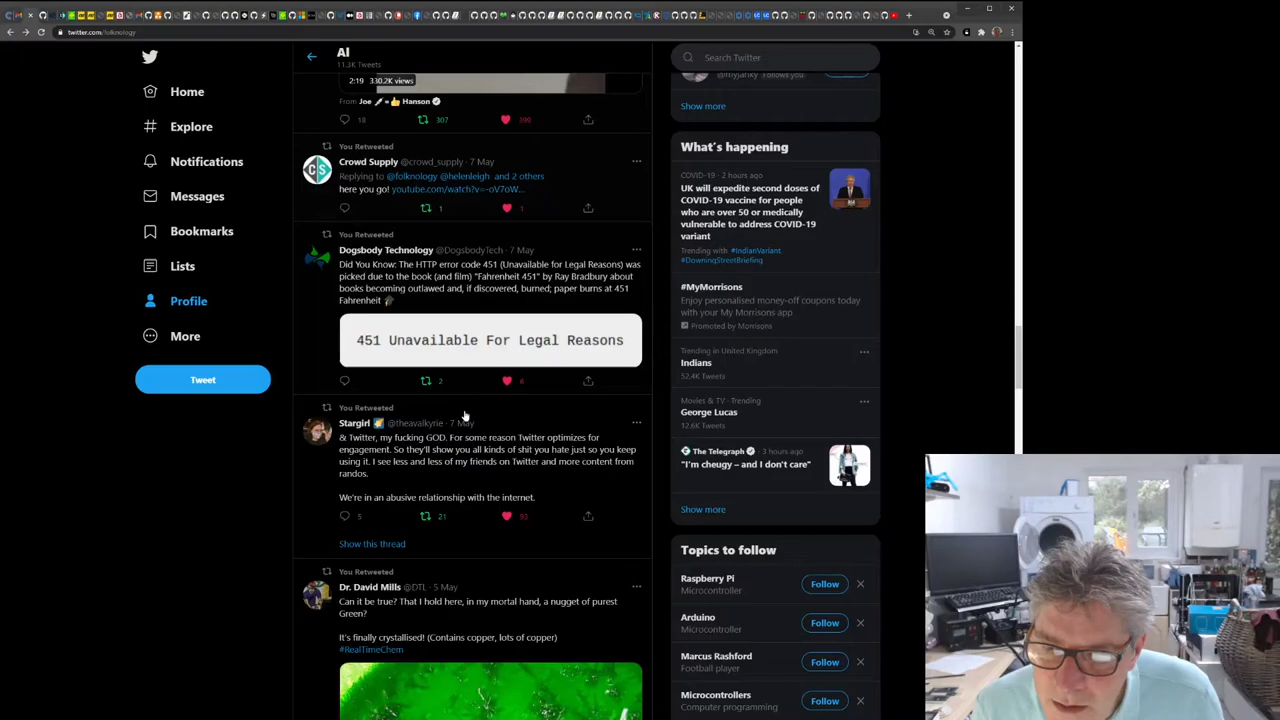 twitter.com/folknology
Home
Explore
Notifications
Messages
Bookmarks
Lists
Profile
More
Tweet
Al
11.3K Tweets
2:19 330.2K views
From: Joe Hanson
18 307 399
You Retweeted
Crowd Supply @crowd_supply · 7 May
Replying to @folknology @helenleigh and 2 others
here you go! youtube.com/watch?v=-oV7oW...
1 1
You Retweeted
Dogsbody Technology @DogsbodyTech · 7 May
Did You Know: The HTTP error code 451 (Unavailable for Legal Reasons) was
picked due to the book (and film) "Fahrenheit 451" by Ray Bradbury about
books becoming outlawed and, if discovered, burned; paper burns at 451
Fahrenheit
451 Unavailable For Legal Reasons
2 6
You Retweeted
Stargirl @theavalkyrie · 7 May
& Twitter, my fucking GOD. For some reason Twitter optimizes for
engagement. So they'll show you all kinds of shit you hate just so you keep
using it. I see less and less of my friends on Twitter and more content from
randos.
We're in an abusive relationship with the internet.
5 21 93
Show this thread
You Retweeted
Dr. David Mills @DTL · 5 May
Can it be true? That I hold here, in my mortal hand, a nugget of purest
Green?
It's finally crystallised! (Contains copper, lots of copper)
#RealTimeChem
Search Twitter
Show more
What's happening
COVID-19 · 2 hours ago
UK will expedite second doses of
COVID-19 vaccine for people
who are over 50 or medically
vulnerable to address COVID-19
variant
Trending with #IndianVariant,
#DowningStreetBriefing
#MyMorrisons
Enjoy personalised money-off coupons today
with your My Morrisons app
Promoted by Morrisons
Trending in United Kingdom
Indians
52.4K Tweets
Movies & TV · Trending
George Lucas
12.6K Tweets
The Telegraph · 3 hours ago
"I'm cheugy – and I don't care"
Show more
Topics to follow
Raspberry Pi
Microcontroller
Follow
Arduino
Microcontroller
Follow
Marcus Rashford
Football player
Follow
Microcontrollers
Computer programming
Follow